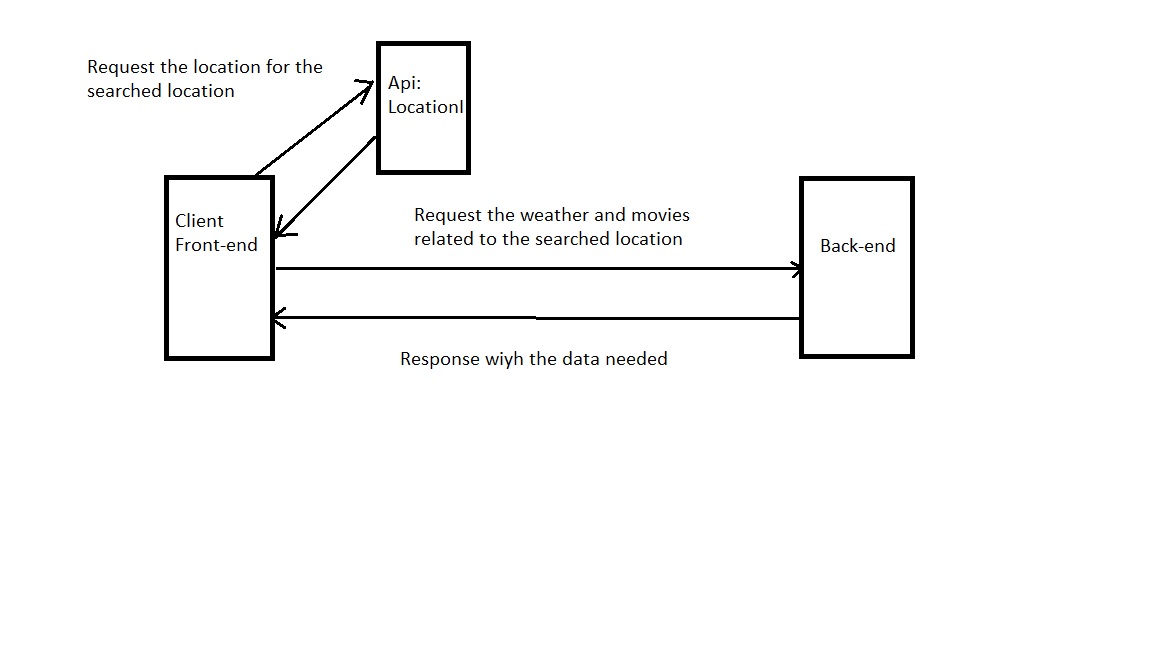 Request the location for the
searched location
Api:
LocationI
Client
Front-end
Request the weather and movies
related to the searched location
Back-end
Response wiyh the data needed